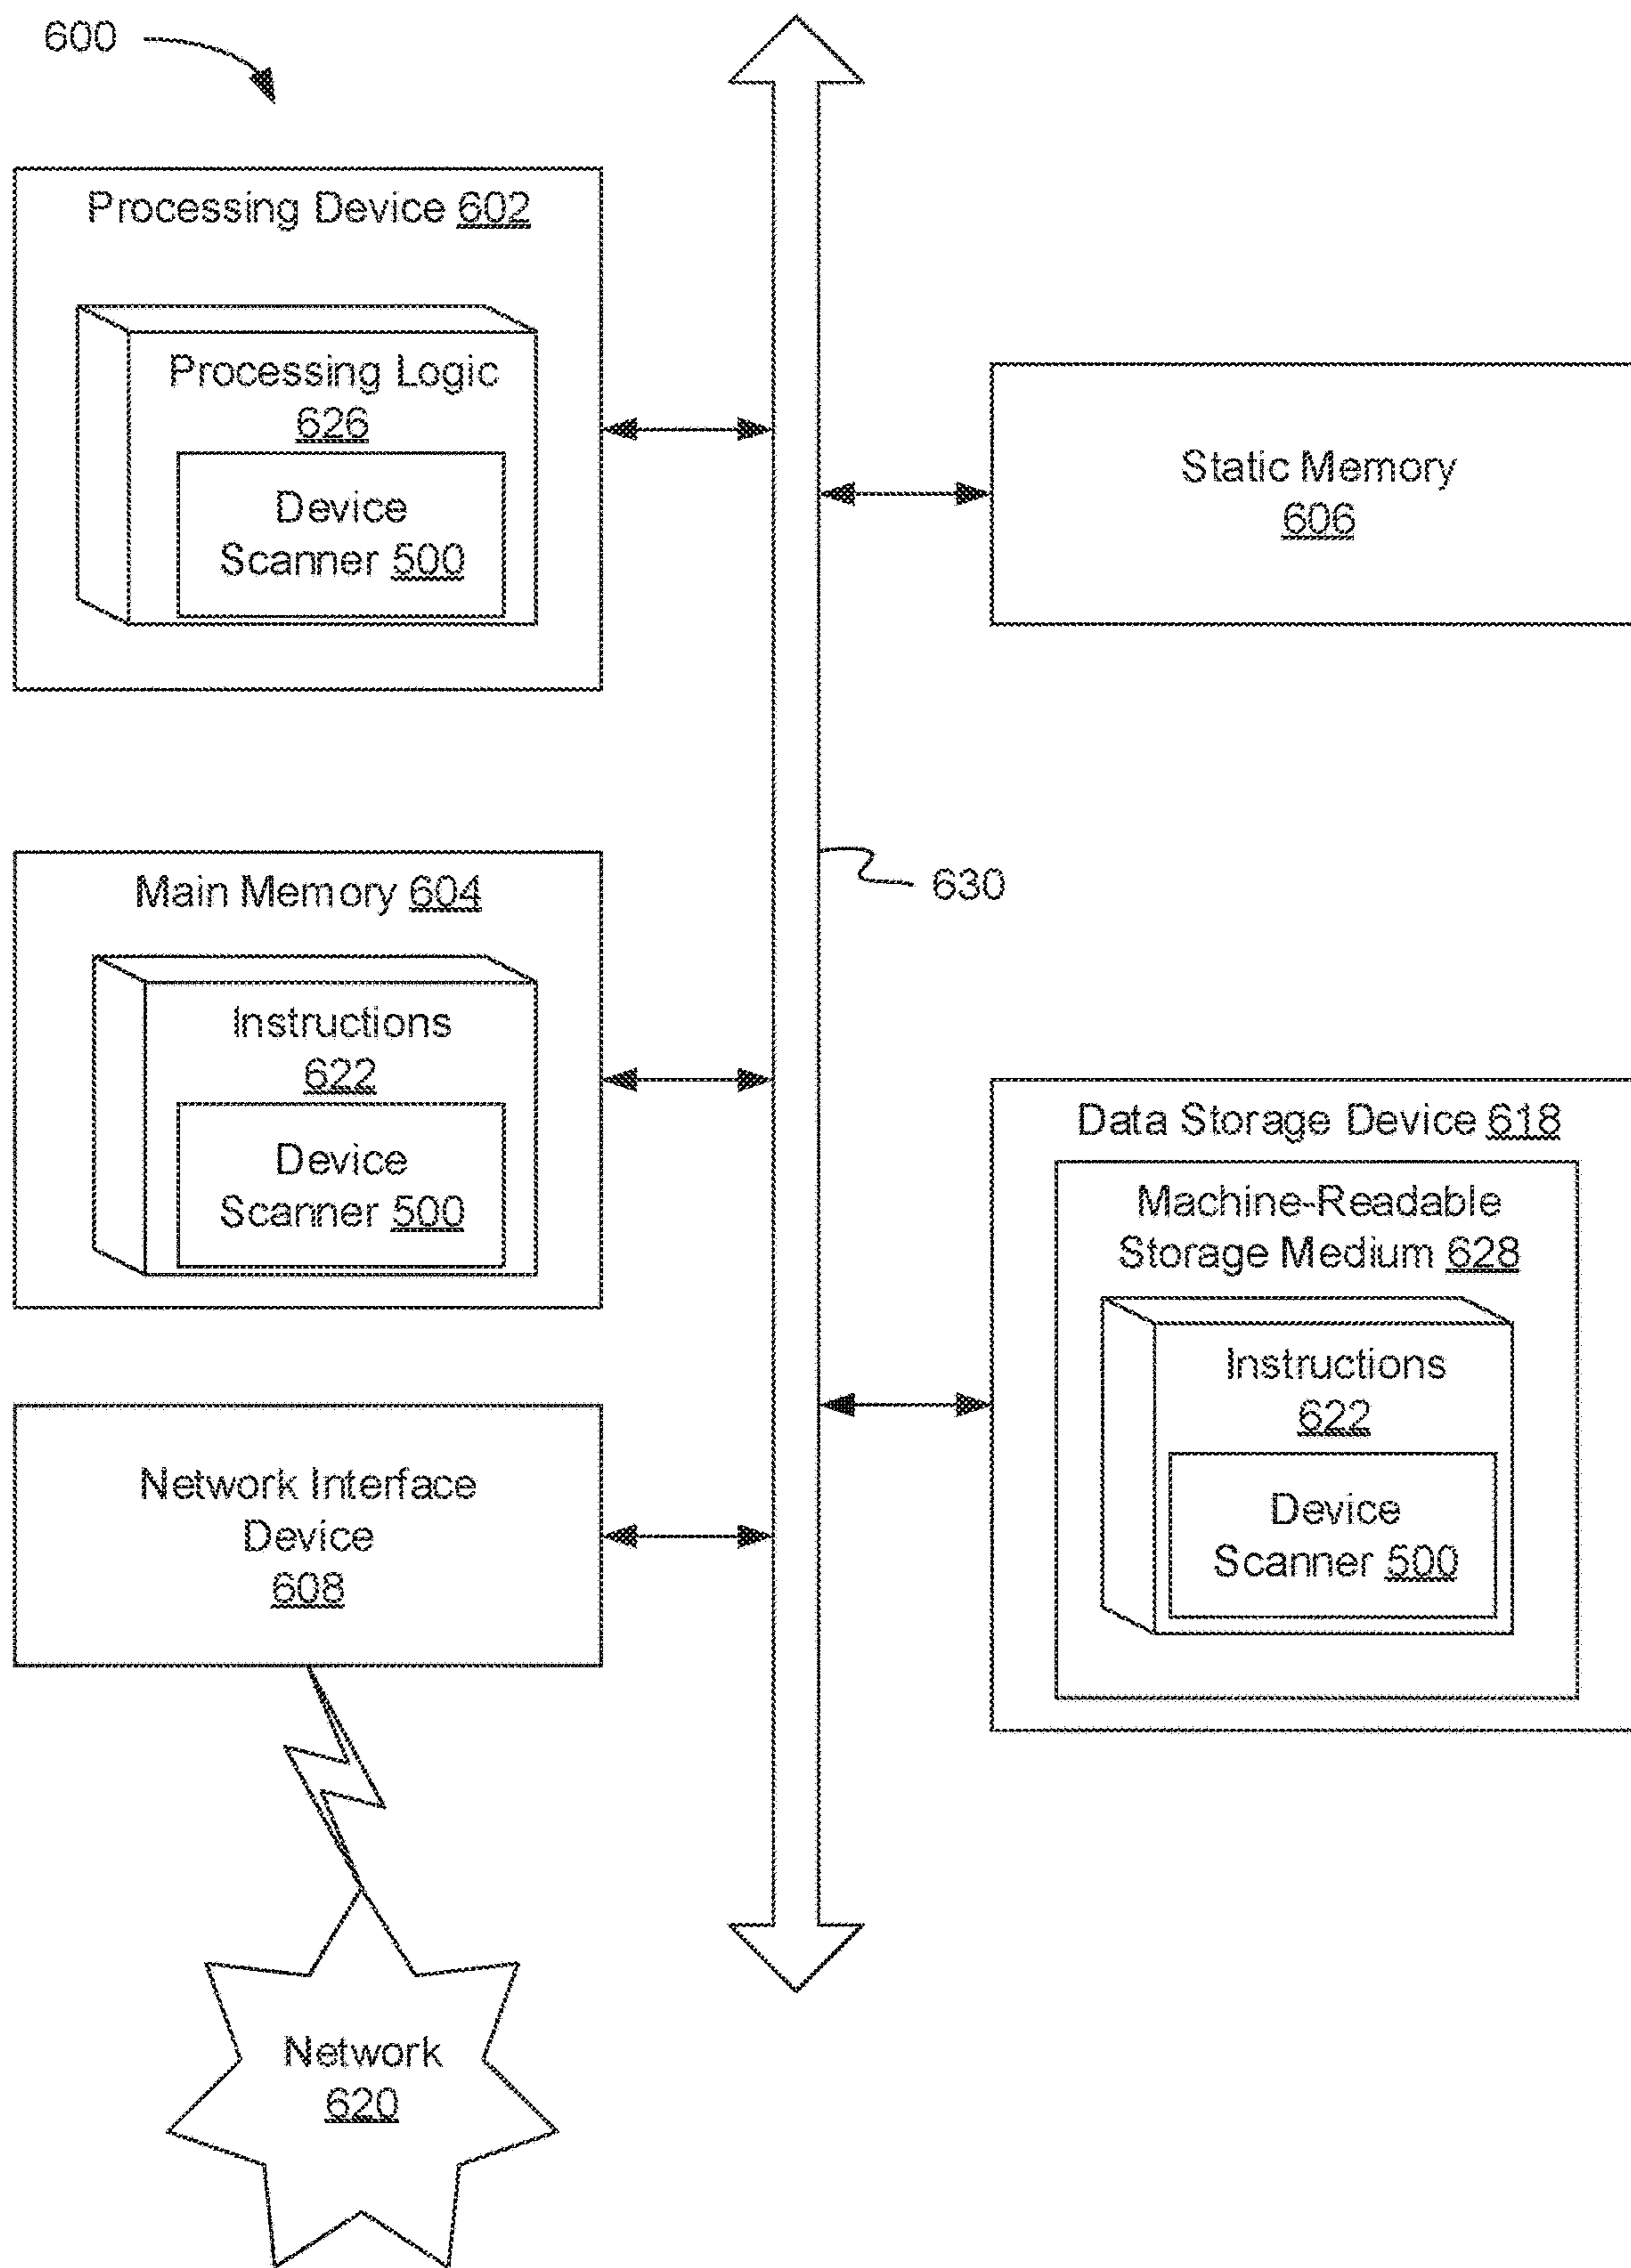 600
Processing Device 602
Processing Logic
626
Device
Scanner 500
Static Memory
606
Main Memory 604
Instructions
622
Device
Scanner 500
630
Data Storage Device 618
Machine-Readable
Storage Medium 628
Instructions
622
Device
Scanner 500
Network Interface
Device
608
Network
620